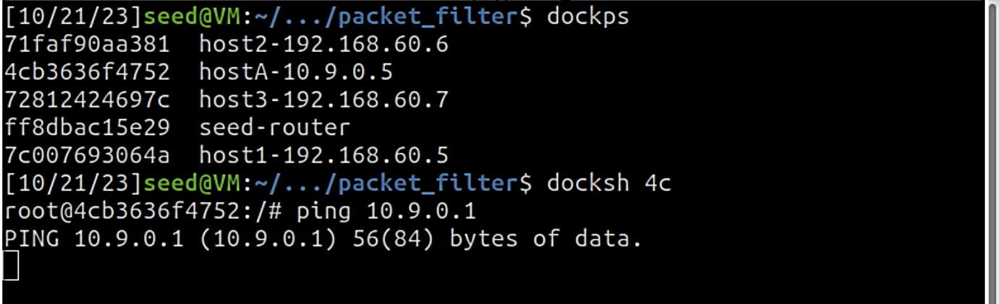 [10/21/23]seed@VM:~/.../packet_filter$ dockps
71faf90aa381  host2-192.168.60.6
4cb3636f4752  hostA-10.9.0.5
72812424697c  host3-192.168.60.7
ff8dbac15e29  seed-router
7c007693064a  host1-192.168.60.5
[10/21/23]seed@VM:~/.../packet_filter$ docksh 4c
root@4cb3636f4752:/# ping 10.9.0.1
PING 10.9.0.1 (10.9.0.1) 56(84) bytes of data.